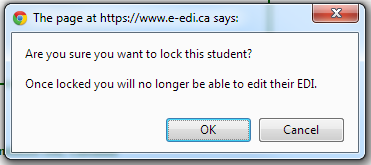 The page at https://www.e-edi.ca says:
Are you sure you want to lock this student?
Once locked you will no longer be able to edit their EDI.
OK Cancel